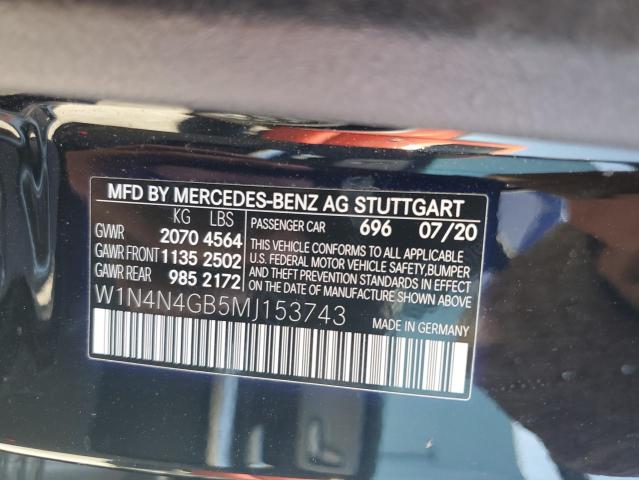 MFD BY MERCEDES-BENZ AG STUTTGART
KG LBS
GVWR 2070 4564
GAWR FRONT 1135 2502
GAWR REAR 985 2172
PASSENGER CAR 696 07/20
THIS VEHICLE CONFORMS TO ALL APPLICABLE
U.S. FEDERAL MOTOR VEHICLE SAFETY, BUMPER
AND THEFT PREVENTION STANDARDS IN EFFECT
ON THE DATE OF MANUFACTURE SHOWN ABOVE.
W1N4N4GB5MJ153743
MADE IN GERMANY